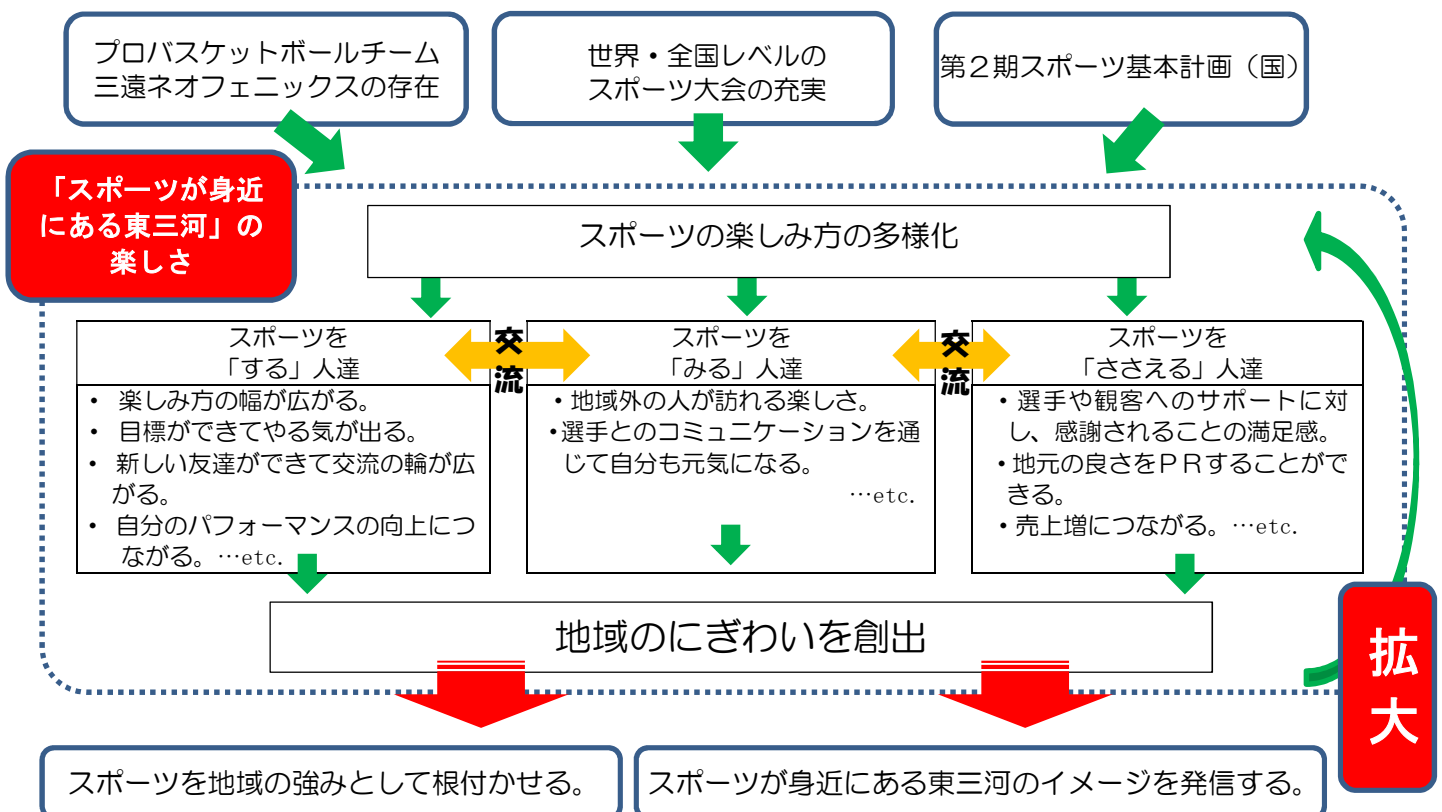 プロバスケットボールチーム
三遠ネオフェニックスの存在
世界・全国レベルの
スポーツ大会の充実
第２期スポーツ基本計画（国）
「スポーツが身近
にある東三河」の
楽しさ
スポーツの楽しみ方の多様化
スポーツを
「する」人達
・ 楽しみ方の幅が広がる。
・ 目標ができてやる気が出る。
・ 新しい友達ができて交流の輪が広
がる。
・ 自分のパフォーマンスの向上につ
ながる。…etc.
交
流
スポーツを
「みる」人達
・地域外の人が訪れる楽しさ。
・選手とのコミュニケーションを通
じて自分も元気になる。
…etc.
交
流
スポーツを
「ささえる」人達
・選手や観客へのサポートに対
し、感謝されることの満足感。
・地元の良さをＰＲすることがで
きる。
・売上増につながる。…etc.
地域のにぎわいを創出
拡
大
スポーツを地域の強みとして根付かせる。
スポーツが身近にある東三河のイメージを発信する。